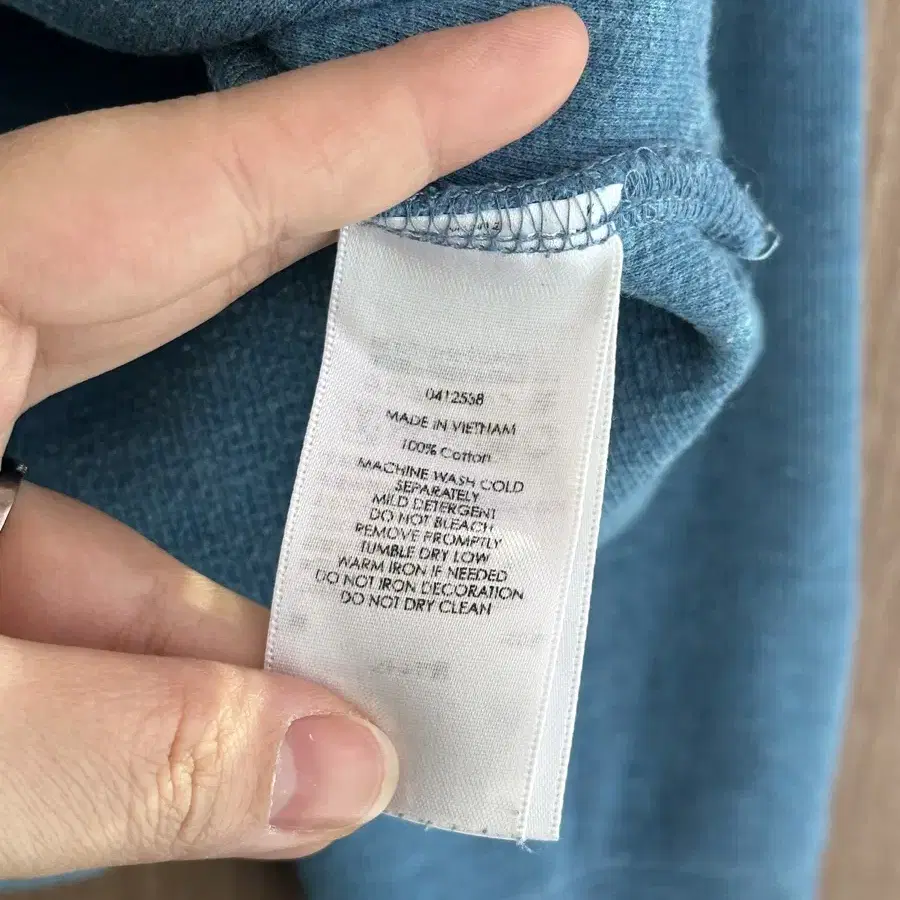 0412558
MADE IN VIETNAM
100% Cotton
MACHINE WASH COLD
SEPARATELY
MILD DETERGENT
DO NOT BLEACH
REMOVE PROMPTLY
TUMBLE DRY LOW
WARM IRON IF NEEDED
DO NOT IRON DECORATION
DO NOT DRY CLEAN